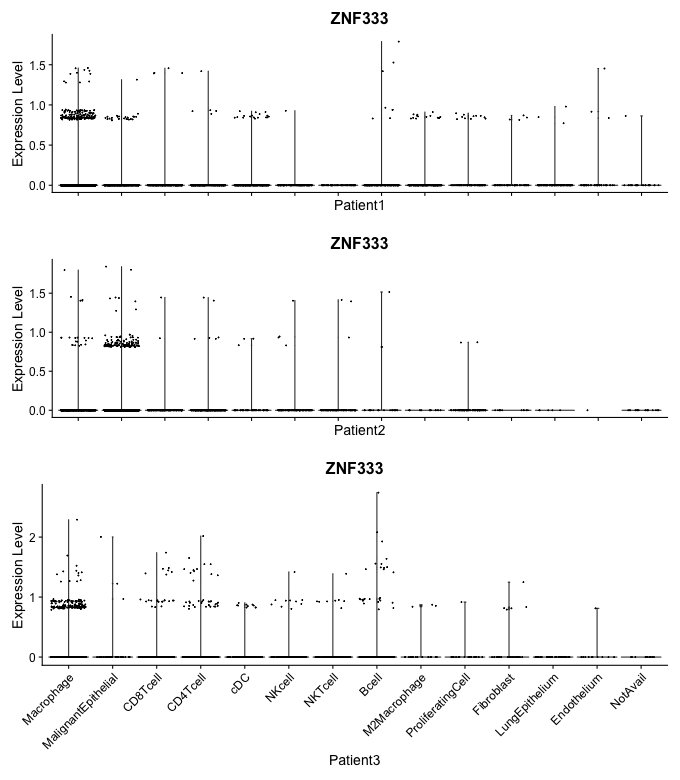 ZNF333
Expression Level
1.5
1.0
0.5
0.0
Patient1
ZNF333
Expression Level
1.5
1.0
0.5
0.0
Patient2
ZNF333
Expression Level
2
1
0
Macrophage
MalignantEpithelial
CD8Tcell
CD4Tcell
cDC
NKcell
NKTcell
Bcell
M2Macrophage
ProliferatingCell
Fibroblast
LungEpithelium
Endothelium
NotAvail
Patient3